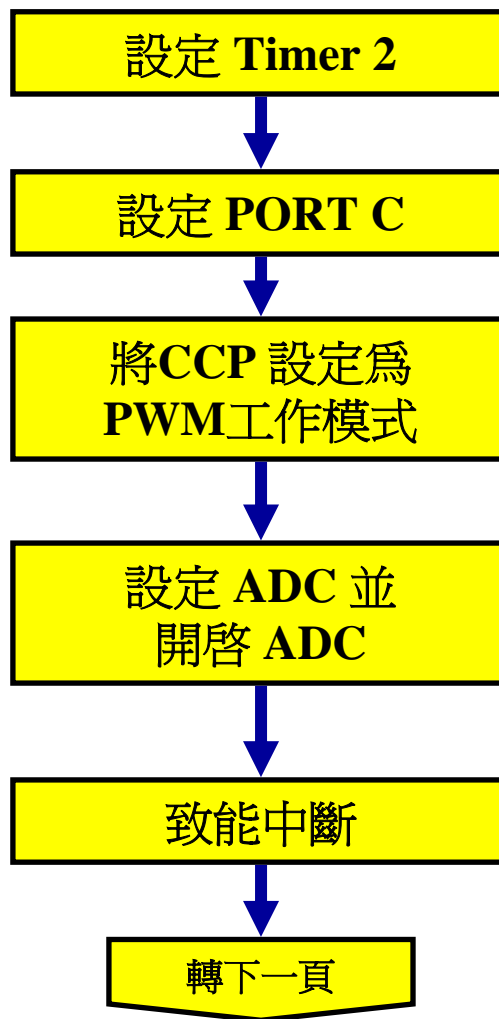 設定 Timer 2
設定 PORT C
將CCP 設定為
PWM工作模式
設定 ADC 並
開啓 ADC
致能中斷
轉下一頁